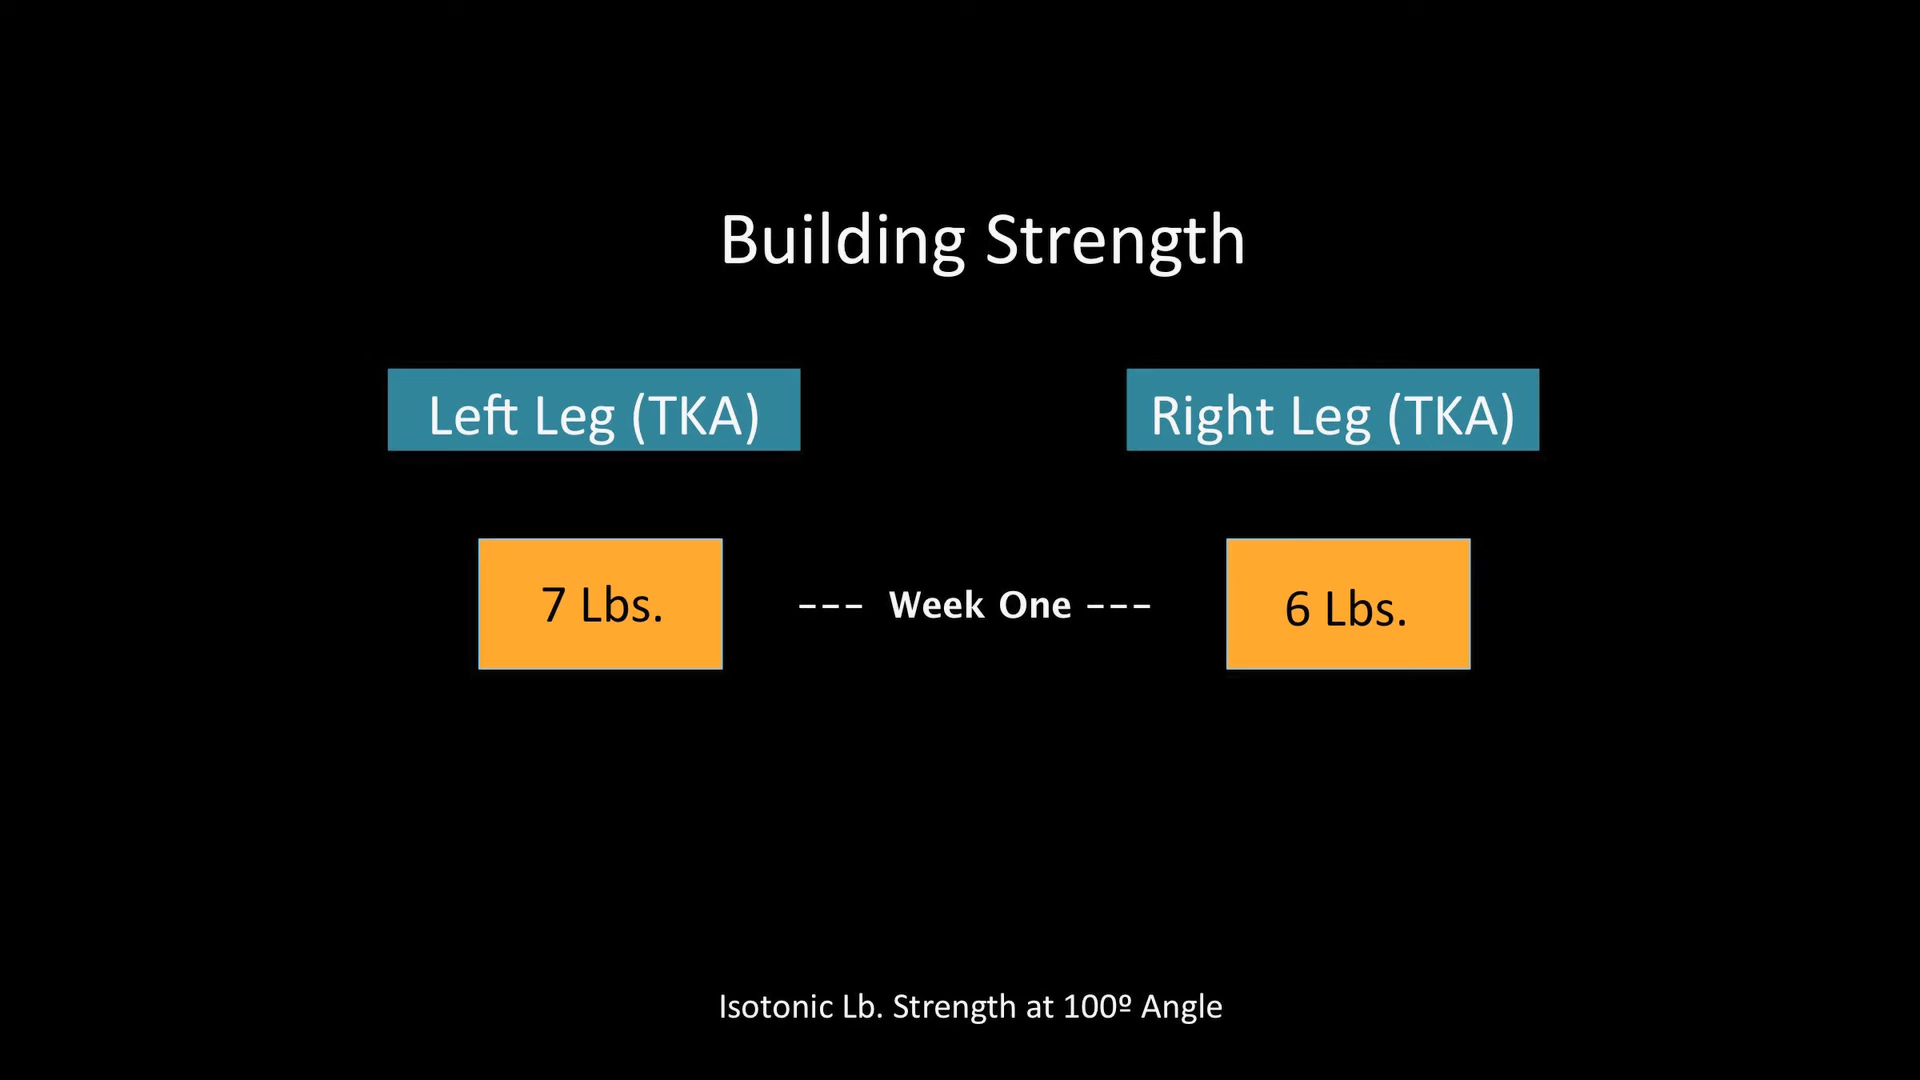 Building Strength
Left Leg (TKA)
Right Leg (TKA)
7 Lbs.
--- Week One ---
6 Lbs.
Isotonic Lb. Strength at 100º Angle